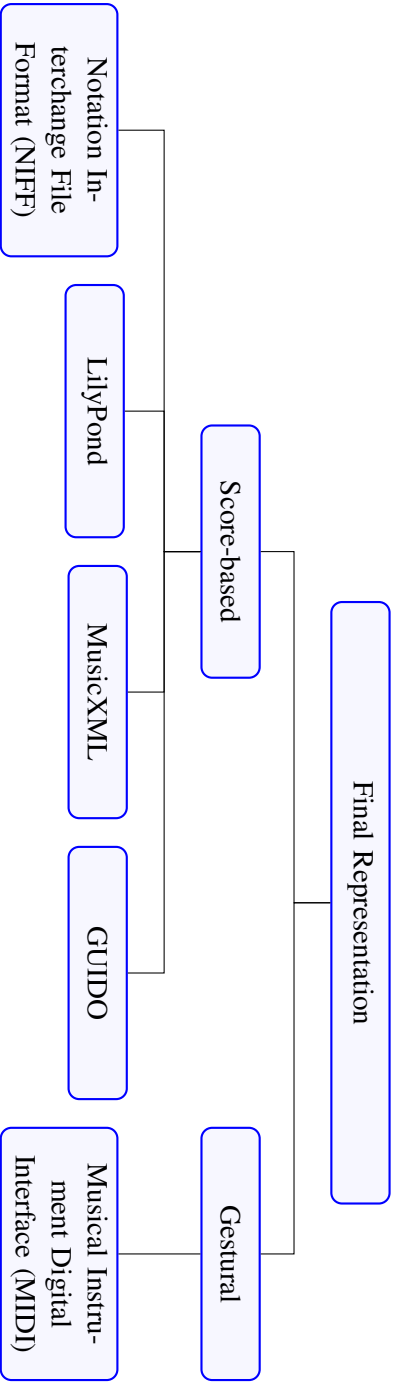 Final Representation
Score-based
Gestural
Notation In-
terchange File
Format (NIFF)
LilyPond
MusicXML
GUIDO
Musical Instru-
ment Digital
Interface (MIDI)